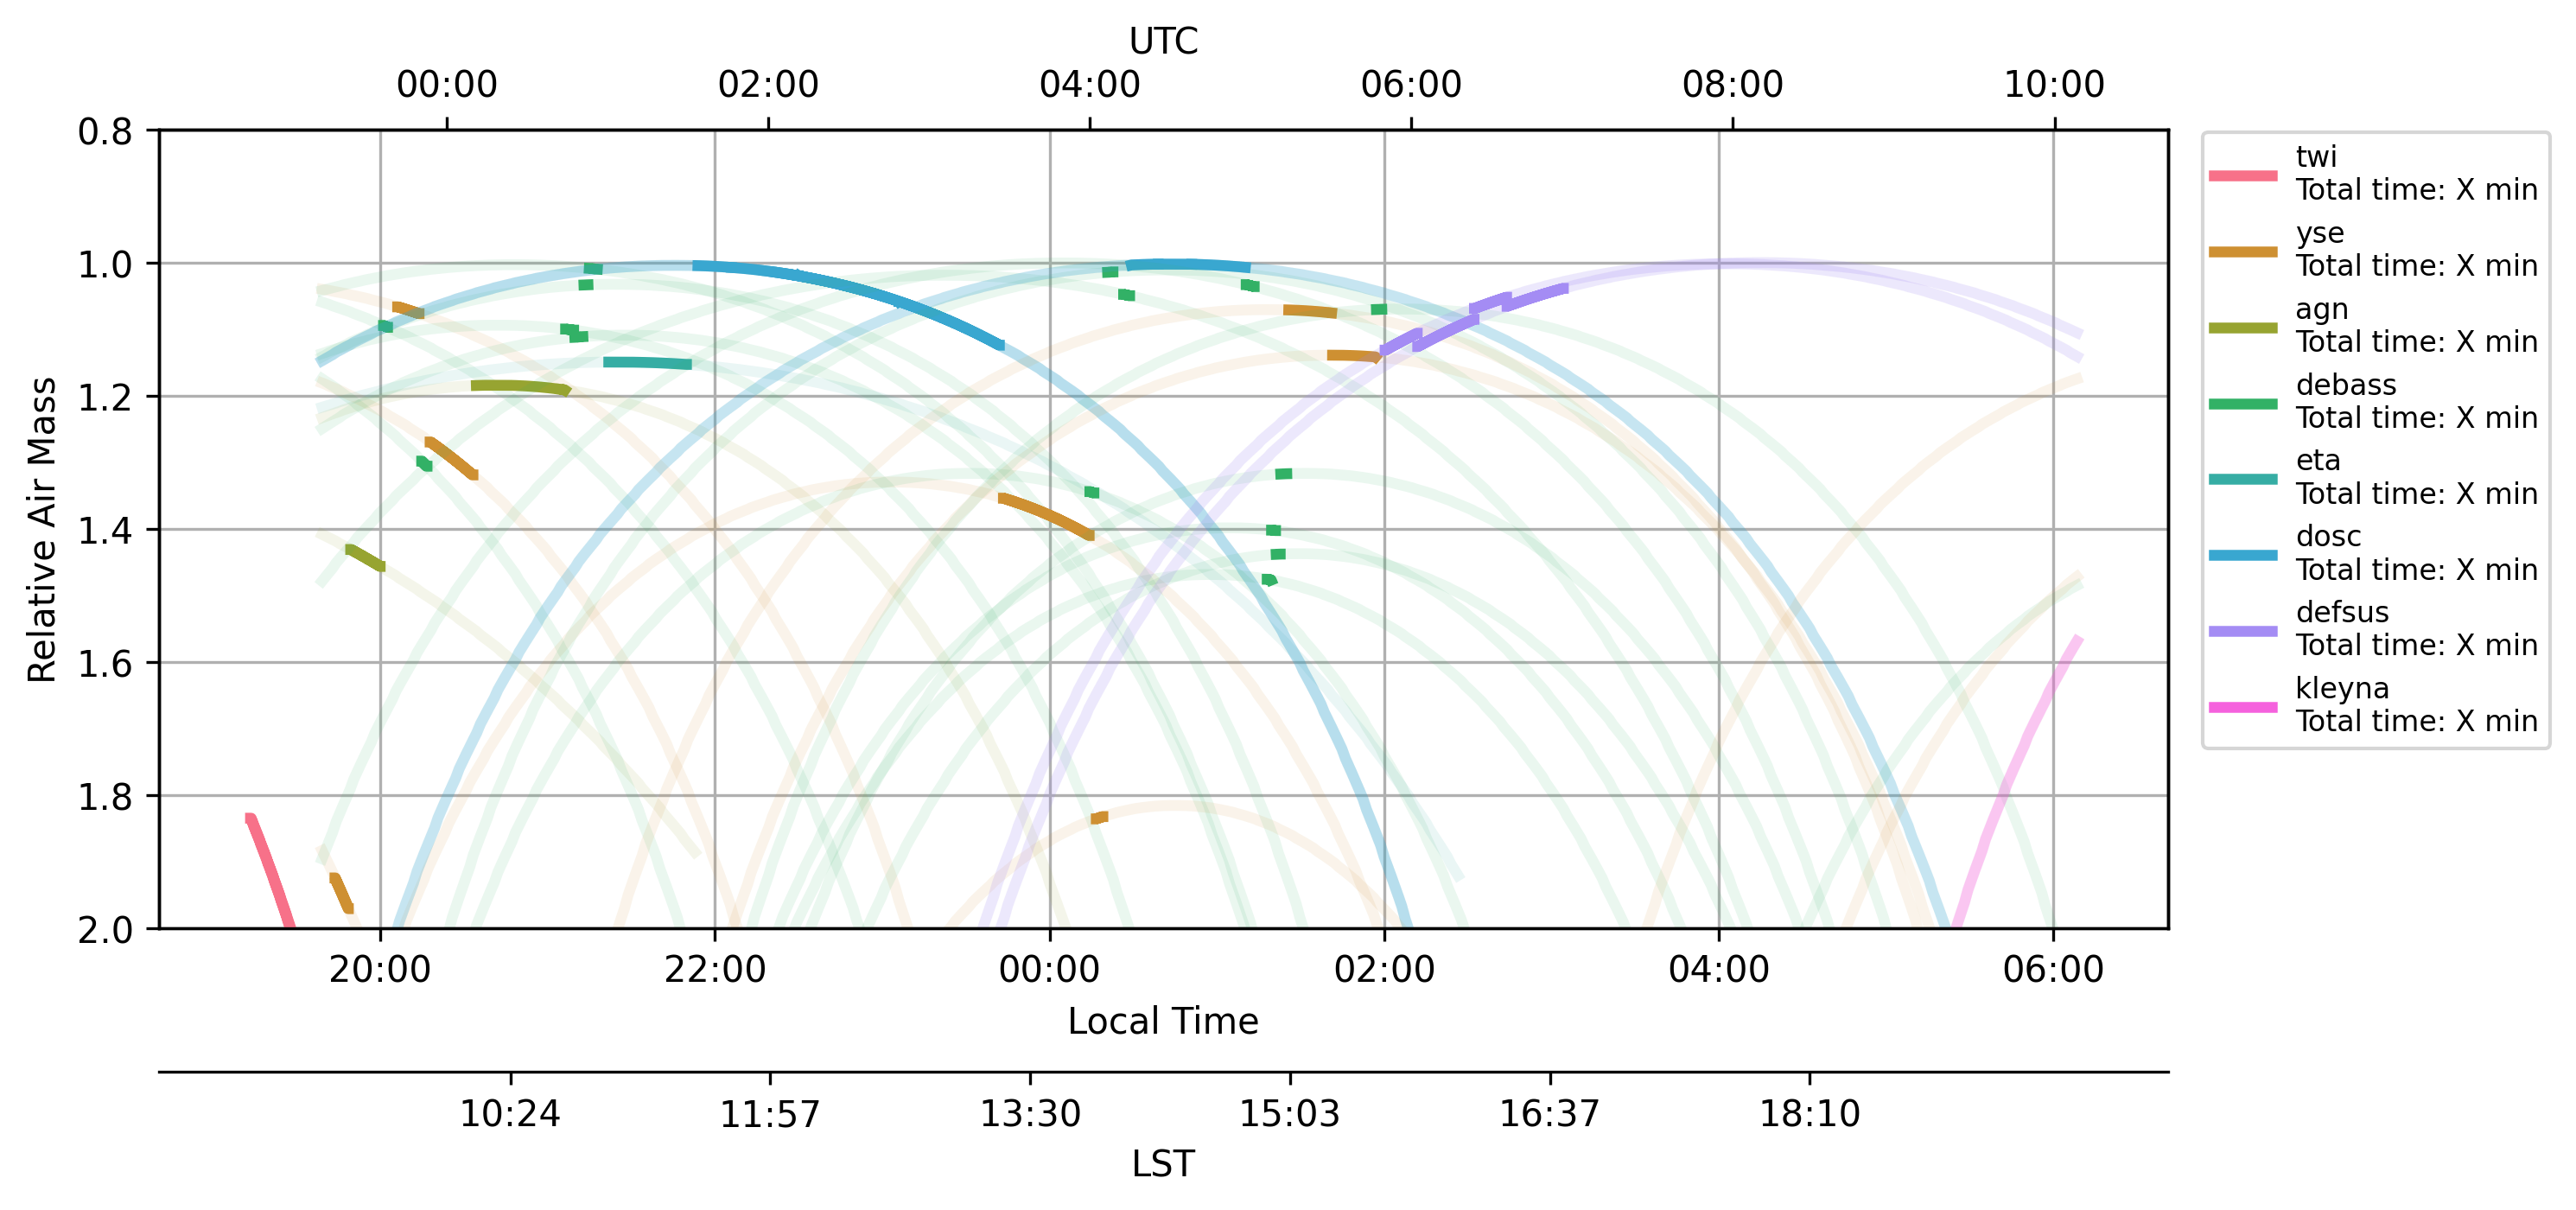 UTC
00:00 02:00 04:00 06:00 08:00 10:00
0.8
1.0
1.2
1.4
1.6
1.8
2.0
Relative Air Mass
20:00 22:00 00:00 02:00 04:00 06:00
Local Time
10:24 11:57 13:30 15:03 16:37 18:10
LST
twi
Total time: X min
yse
Total time: X min
agn
Total time: X min
debass
Total time: X min
eta
Total time: X min
dosc
Total time: X min
defsus
Total time: X min
kleyna
Total time: X min